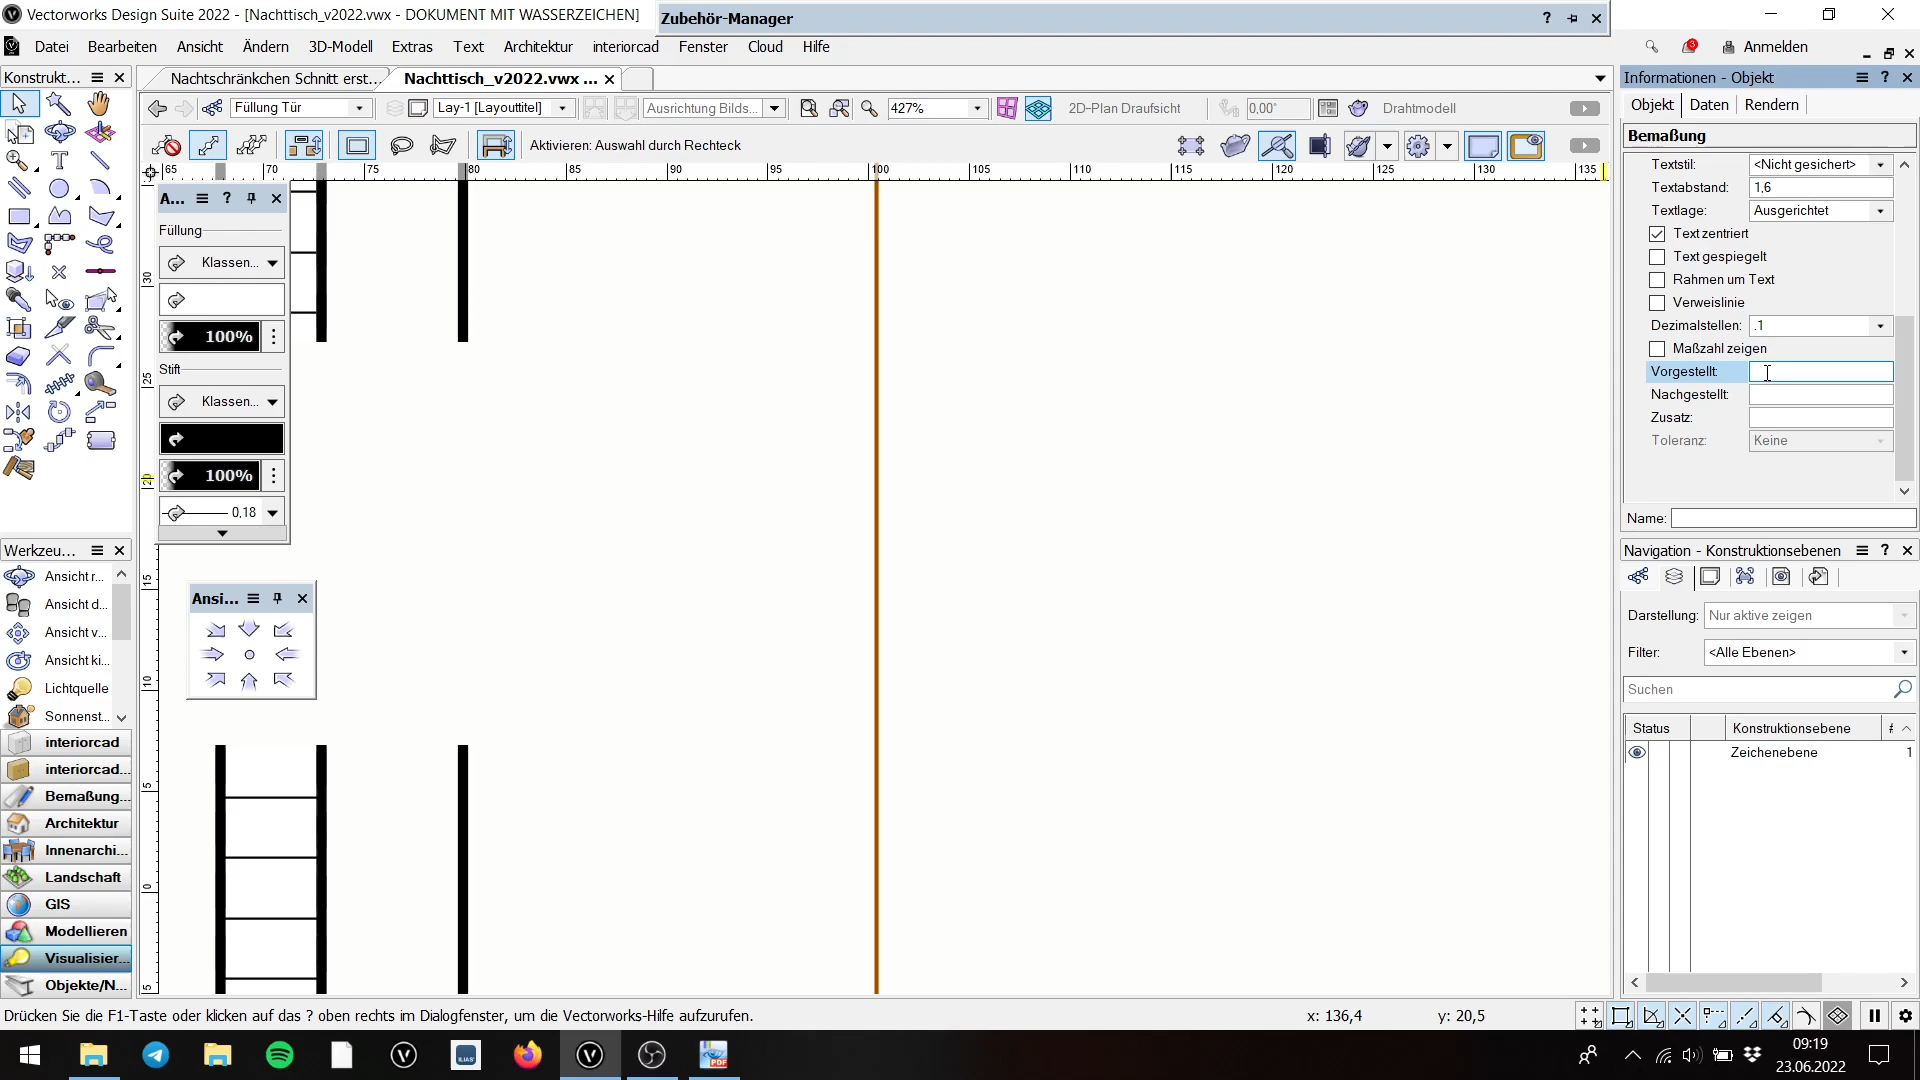 Vectorworks Design Suite 2022 - [Nachttisch_v2022.vwx - DOKUMENT MIT WASSERZEICHEN]
Zubehör-Manager
Datei Bearbeiten Ansicht Ändern 3D-Modell Extras Text Architektur interiorcad Fenster Cloud Hilfe
3 Anmelden
Konstrukt...
Nachtschränkchen Schnitt erst... Nachttisch_v2022.vwx ...
Füllung Tür Lay-1 [Layouttitel] Ausrichtung Bilds... 427% 2D-Plan Draufsicht 0,00° Drahtmodell
Aktivieren: Auswahl durch Rechteck
65 70 75 80 85 90 95 100 105 110 115 120 125 130 135
30
25
20
15
10
5
0
5
A...
Füllung
Klassen...
100%
Stift
Klassen...
100%
0,18
Ansi...
Werkzeu...
Ansicht r...
Ansicht d...
Ansicht v...
Ansicht ki...
Lichtquelle
Sonnenst...
interiorcad
interiorcad...
Bemaßung...
Architektur
Innenarchi...
Landschaft
GIS
Modellieren
Visualisier...
Objekte/N...
Informationen - Objekt
Objekt Daten Rendern
Bemaßung
Textstil: <Nicht gesichert>
Textabstand: 1,6
Textlage: Ausgerichtet
Text zentriert
Text gespiegelt
Rahmen um Text
Verweislinie
Dezimalstellen: .1
Maßzahl zeigen
Vorgestellt:
Nachgestellt:
Zusatz:
Toleranz: Keine
Name:
Navigation - Konstruktionsebenen
Darstellung: Nur aktive zeigen
Filter: <Alle Ebenen>
Suchen
Status Konstruktionsebene #
Zeichenebene 1
Drücken Sie die F1-Taste oder klicken auf das ? oben rechts im Dialogfenster, um die Vectorworks-Hilfe aufzurufen.
x: 136,4 y: 20,5
ILIAS
PDF
09:19
23.06.2022